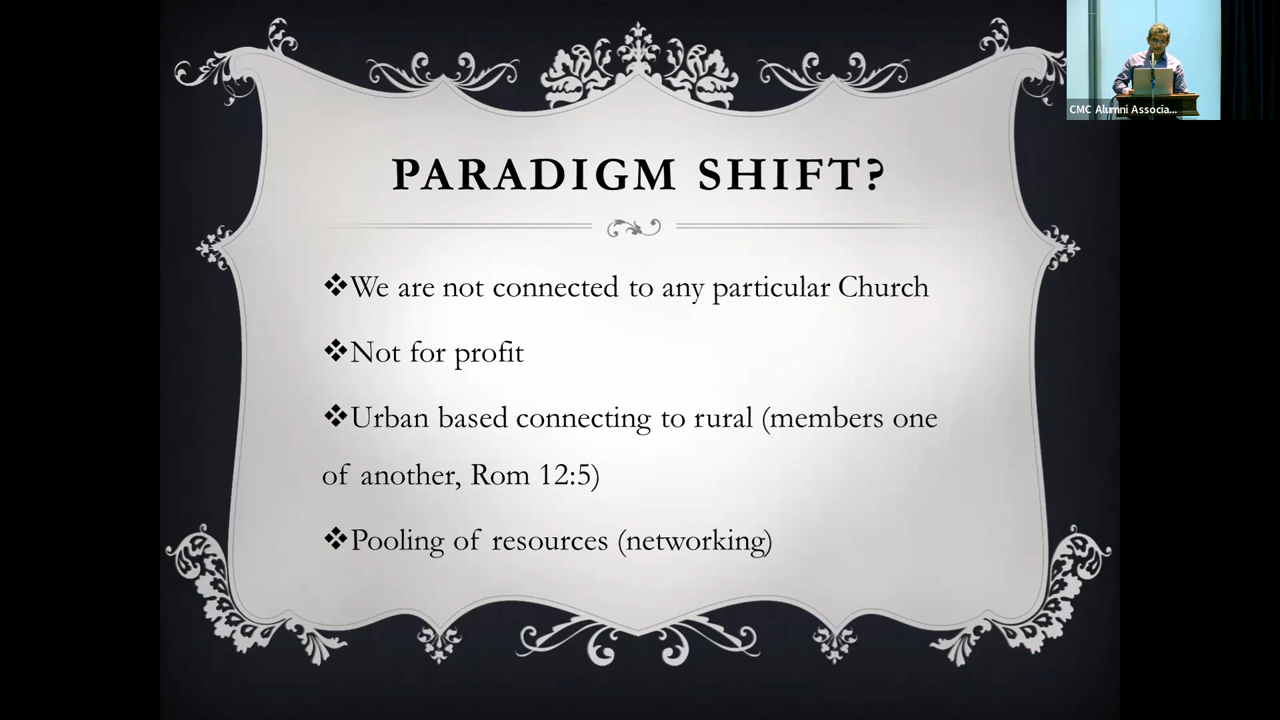 CMC Alumni Associa...
PARADIGM SHIFT?
❖We are not connected to any particular Church
❖Not for profit
❖Urban based connecting to rural (members one
of another, Rom 12:5)
❖Pooling of resources (networking)